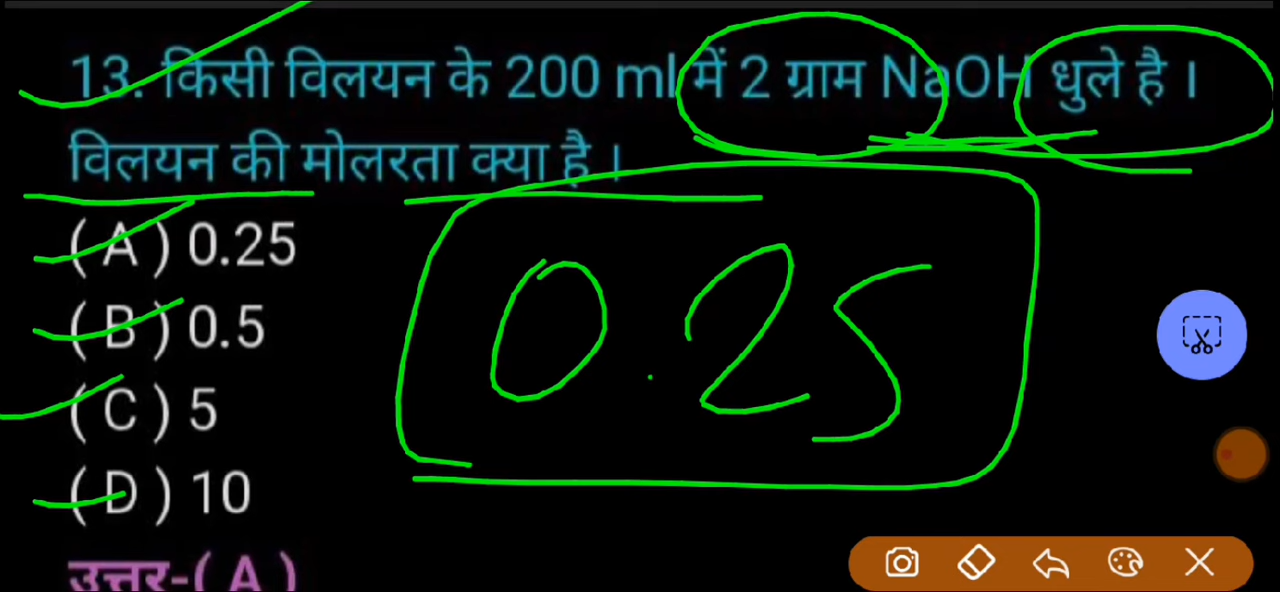 13. किसी विलयन के 200 ml में 2 ग्राम NaOH धुले है ।
विलयन की मोलरता क्या है ।
( A ) 0.25
( B ) 0.5
( C ) 5
( D ) 10
0.25
उत्तर-( A )